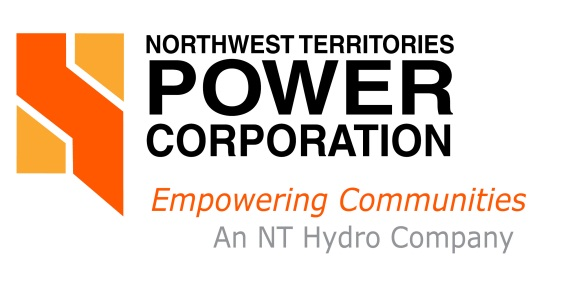 NORTHWEST TERRITORIES
POWER
CORPORATION
Empowering Communities
An NT Hydro Company